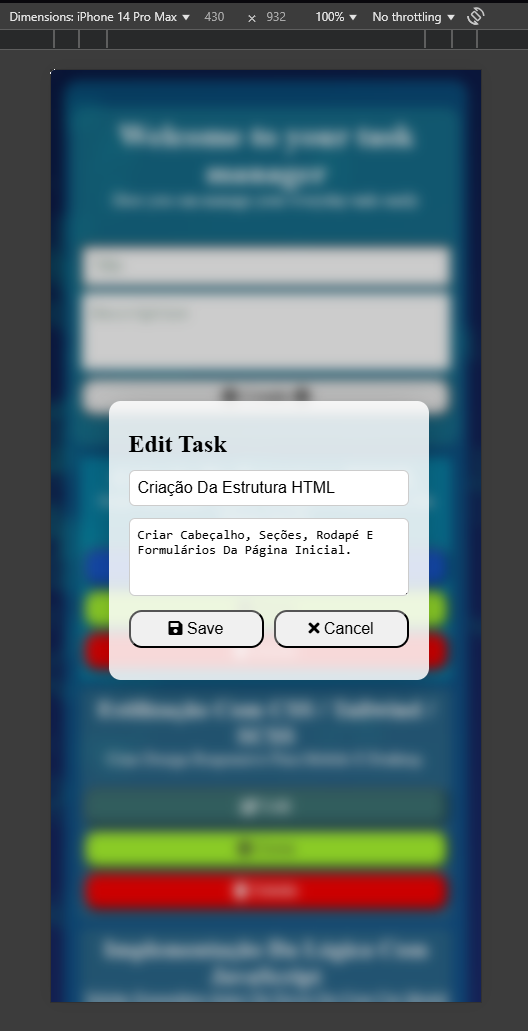 Dimensions: iPhone 14 Pro Max 430 × 932 100% No throttling
Welcome to your task
manager
Edit Task
Criação Da Estrutura HTML
Criar Cabeçalho, Seções, Rodapé E
Formulários Da Página Inicial.
Save Cancel
Estilização Com CSS / Tailwind /
SCSS
Edit
Delete
Implementação Da Lógica Com
JavaScript